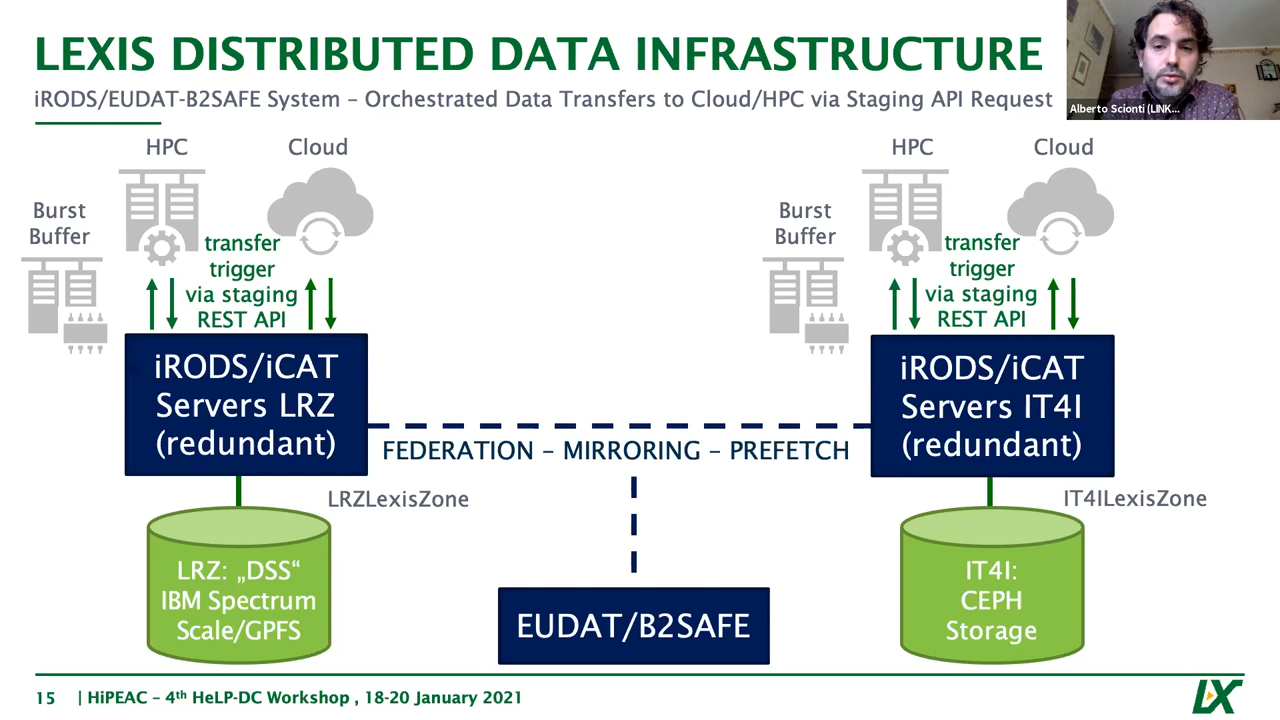 LEXIS DISTRIBUTED DATA INFRASTRUCTURE
iRODS/EUDAT-B2SAFE System – Orchestrated Data Transfers to Cloud/HPC via Staging API Request
Alberto Scionti (LINK...
HPC
Cloud
Burst
Buffer
transfer
trigger
via staging
REST API
iRODS/iCAT
Servers LRZ
(redundant)
LRZLexisZone
LRZ: „DSS“
IBM Spectrum
Scale/GPFS
FEDERATION – MIRRORING – PREFETCH
EUDAT/B2SAFE
HPC
Cloud
Burst
Buffer
transfer
trigger
via staging
REST API
iRODS/iCAT
Servers IT4I
(redundant)
IT4ILexisZone
IT4I:
CEPH
Storage
15 | HiPEAC – 4th HeLP-DC Workshop , 18-20 January 2021
LX